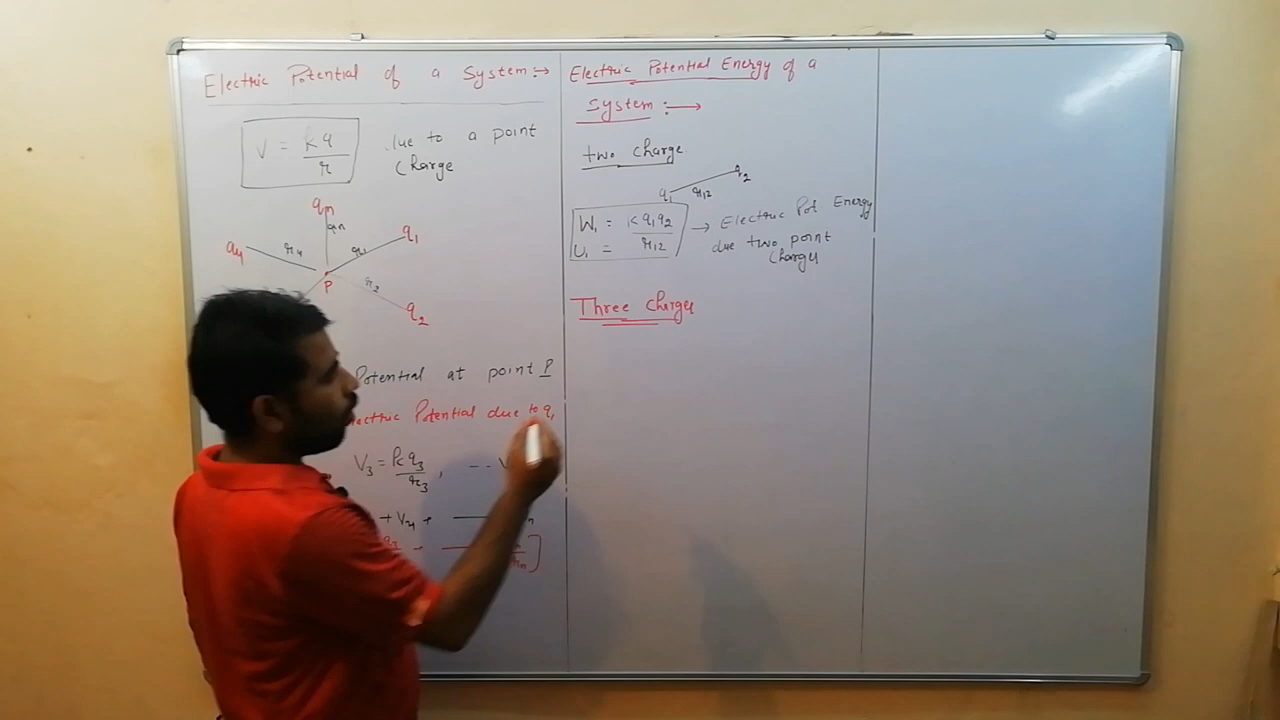 Electric Potential of a System :→
V = kq / r due to a point
Charge
qn
rn
q4
r4
r1
q1
P
r2
q2
Potential at point P
Potential due to q1
V3 = kq3 / r3 , -- V
+ V4 + —— n
Electric Potential Energy of a
System :→
two charge
q1 r12 q2
W1 = Kq1q2 / r12
U1 =
→ Electric Pot Energy
due two point
Charges
Three Charges